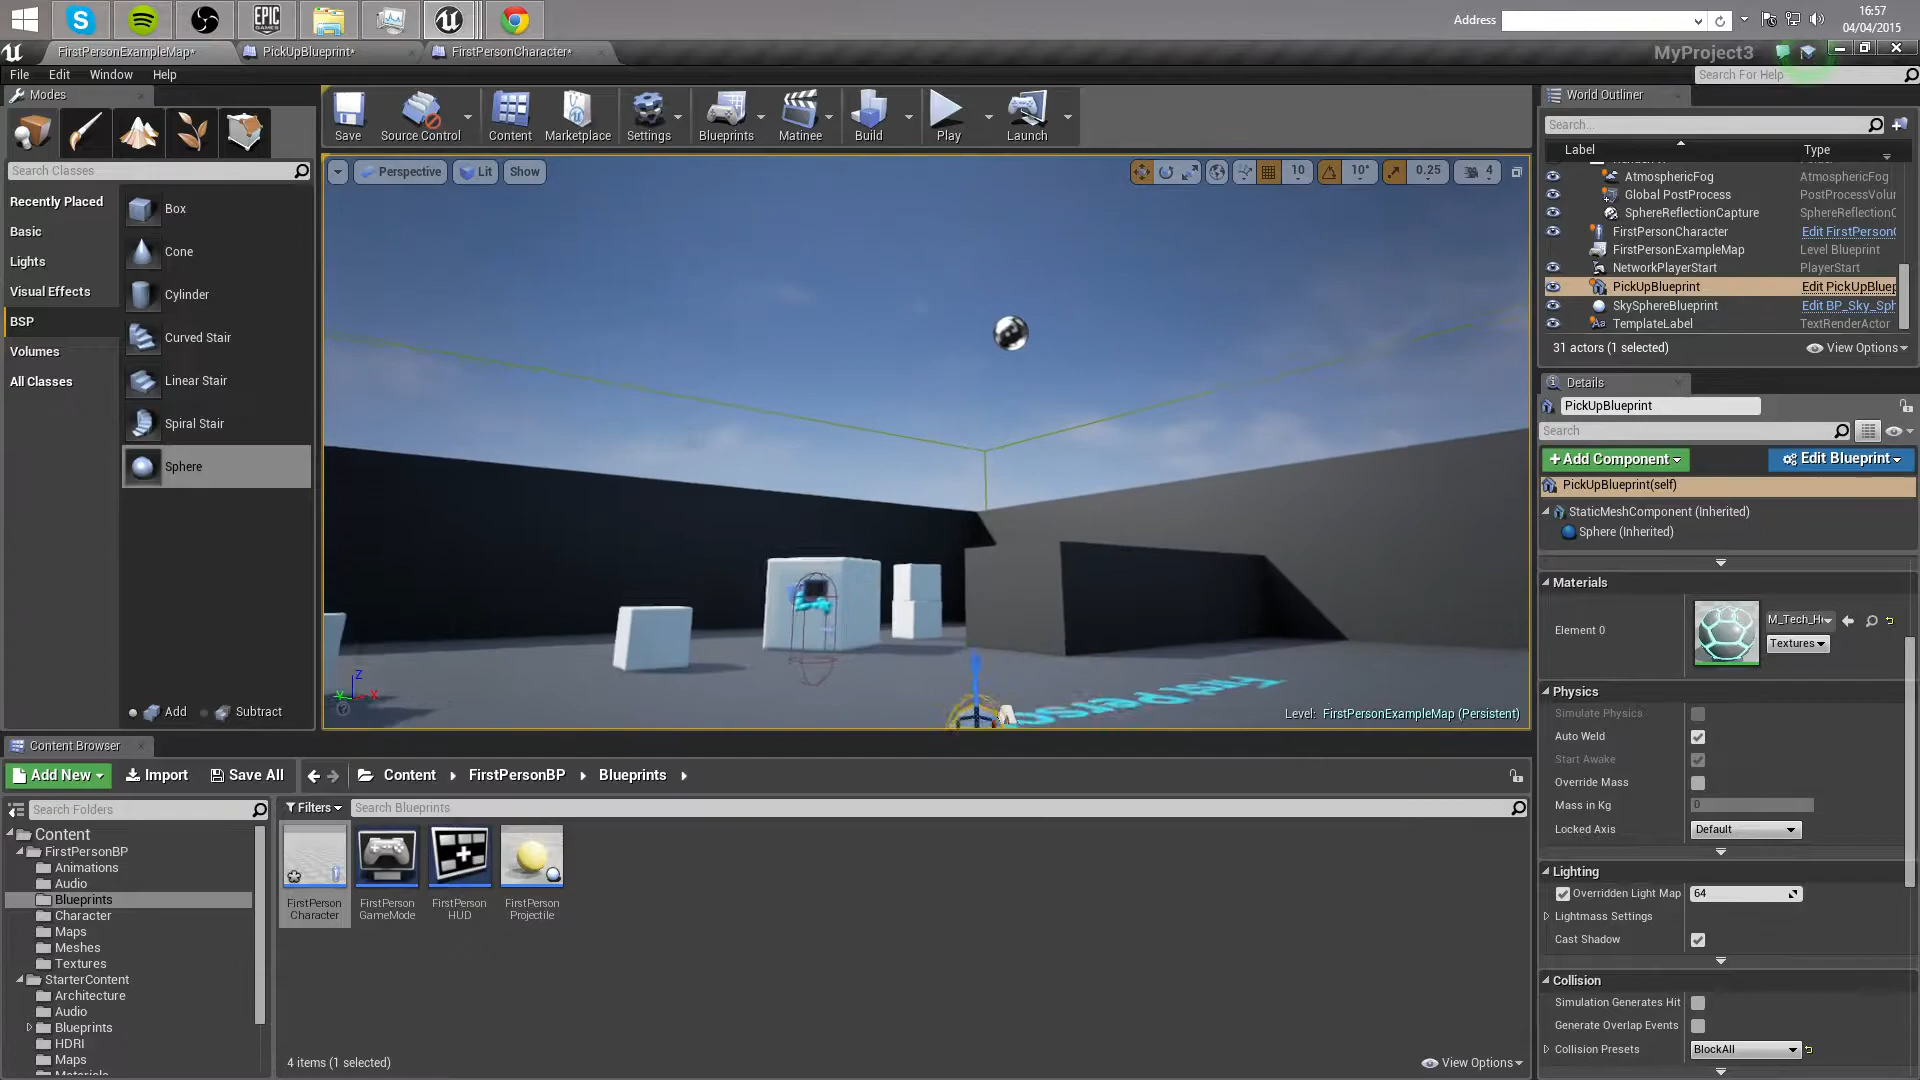 EPIC
GAMES
Address
16:57
04/04/2015
FirstPersonExampleMap*
PickUpBlueprint*
FirstPersonCharacter*
MyProject3
File
Edit
Window
Help
Search For Help
Modes
Search Classes
Recently Placed
Basic
Lights
Visual Effects
BSP
Volumes
All Classes
Box
Cone
Cylinder
Curved Stair
Linear Stair
Spiral Stair
Sphere
Add
Subtract
Save
Source Control
Content
Marketplace
Settings
Blueprints
Matinee
Build
Play
Launch
Perspective
Lit
Show
10
10°
0.25
4
Z
X
Y
First Perso
Level: FirstPersonExampleMap (Persistent)
World Outliner
Search...
Label
Type
AtmosphericFog
AtmosphericFog
Global PostProcess
PostProcessVolu
SphereReflectionCapture
SphereReflectionC
FirstPersonCharacter
Edit FirstPersonC
FirstPersonExampleMap
Level Blueprint
NetworkPlayerStart
PlayerStart
PickUpBlueprint
Edit PickUpBluep
SkySphereBlueprint
Edit BP_Sky_Sph
TemplateLabel
TextRenderActor
31 actors (1 selected)
View Options
Details
PickUpBlueprint
Search
+Add Component
Edit Blueprint
PickUpBlueprint(self)
StaticMeshComponent (Inherited)
Sphere (Inherited)
Materials
Element 0
M_Tech_He
Textures
Physics
Simulate Physics
Auto Weld
Start Awake
Override Mass
Mass in Kg
0
Locked Axis
Default
Lighting
Overridden Light Map
64
Lightmass Settings
Cast Shadow
Collision
Simulation Generates Hit
Generate Overlap Events
Collision Presets
BlockAll
Content Browser
Add New
Import
Save All
Content
FirstPersonBP
Blueprints
Search Folders
Filters
Search Blueprints
Content
FirstPersonBP
Animations
Audio
Blueprints
Character
Maps
Meshes
Textures
StarterContent
Architecture
Audio
Blueprints
HDRI
Maps
Materials
FirstPerson
Character
FirstPerson
GameMode
FirstPerson
HUD
FirstPerson
Projectile
4 items (1 selected)
View Options